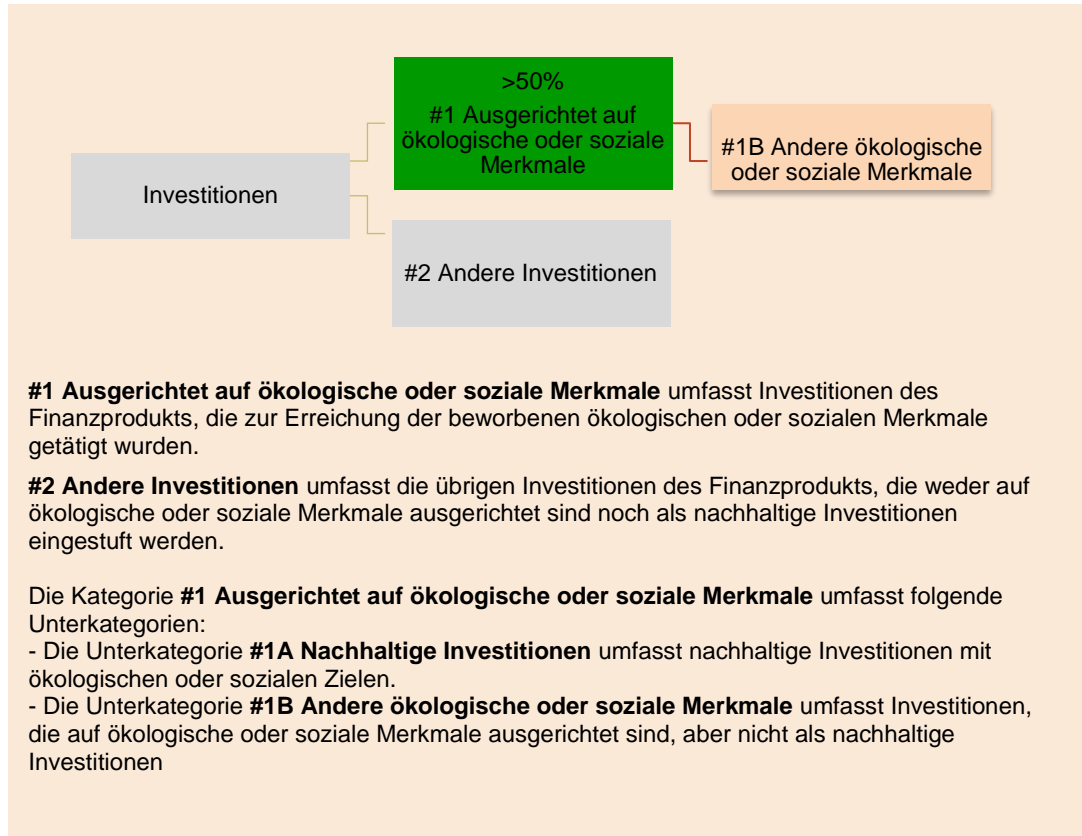 >50%
#1 Ausgerichtet auf
ökologische oder soziale
Merkmale
#1B Andere ökologische
oder soziale Merkmale
Investitionen
#2 Andere Investitionen
#1 Ausgerichtet auf ökologische oder soziale Merkmale umfasst Investitionen des
Finanzprodukts, die zur Erreichung der beworbenen ökologischen oder sozialen Merkmale
getätigt wurden.
#2 Andere Investitionen umfasst die übrigen Investitionen des Finanzprodukts, die weder auf
ökologische oder soziale Merkmale ausgerichtet sind noch als nachhaltige Investitionen
eingestuft werden.
Die Kategorie #1 Ausgerichtet auf ökologische oder soziale Merkmale umfasst folgende
Unterkategorien:
- Die Unterkategorie #1A Nachhaltige Investitionen umfasst nachhaltige Investitionen mit
ökologischen oder sozialen Zielen.
- Die Unterkategorie #1B Andere ökologische oder soziale Merkmale umfasst Investitionen,
die auf ökologische oder soziale Merkmale ausgerichtet sind, aber nicht als nachhaltige
Investitionen